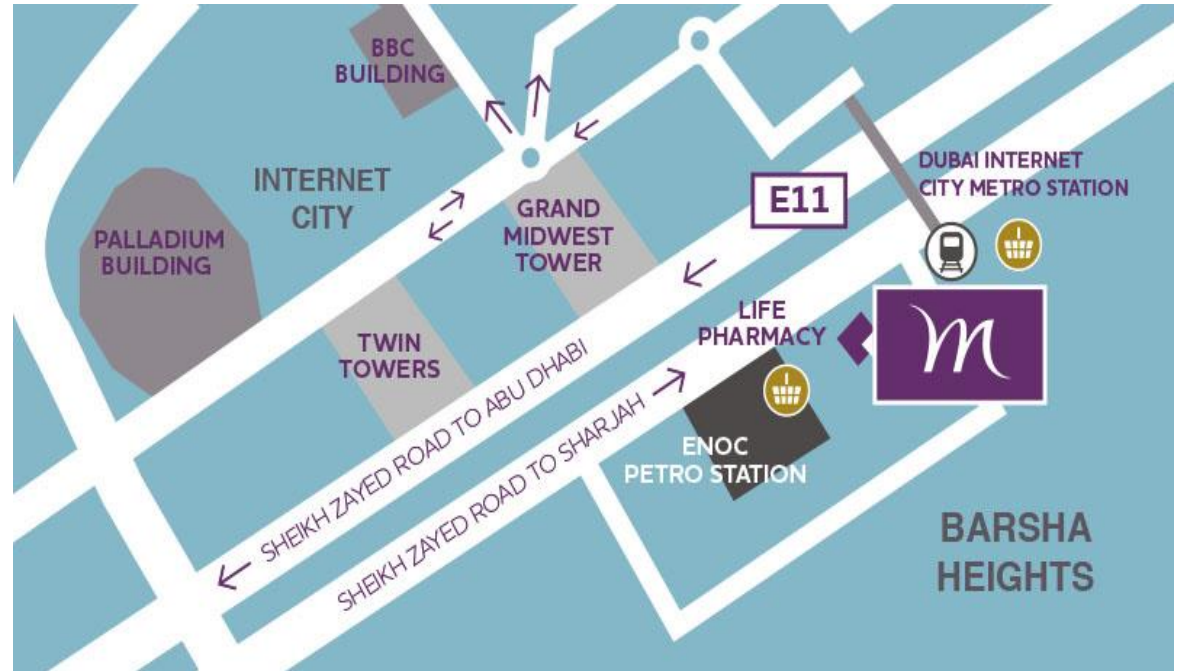 BBC
BUILDING
INTERNET
CITY
PALLADIUM
BUILDING
GRAND
MIDWEST
TOWER
E11
DUBAI INTERNET
CITY METRO STATION
TWIN
TOWERS
LIFE
PHARMACY
m
SHEIKH ZAYED ROAD TO ABU DHABI
SHEIKH ZAYED ROAD TO SHARJAH
ENOC
PETRO STATION
BARSHA
HEIGHTS